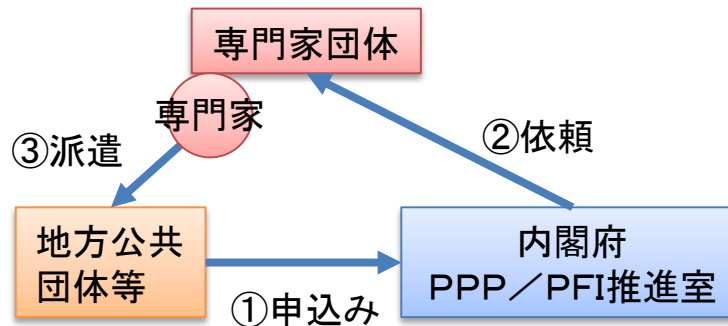 専門家団体
専門家
③派遣
②依頼
地方公共
団体等
内閣府
PPP／PFI推進室
①申込み